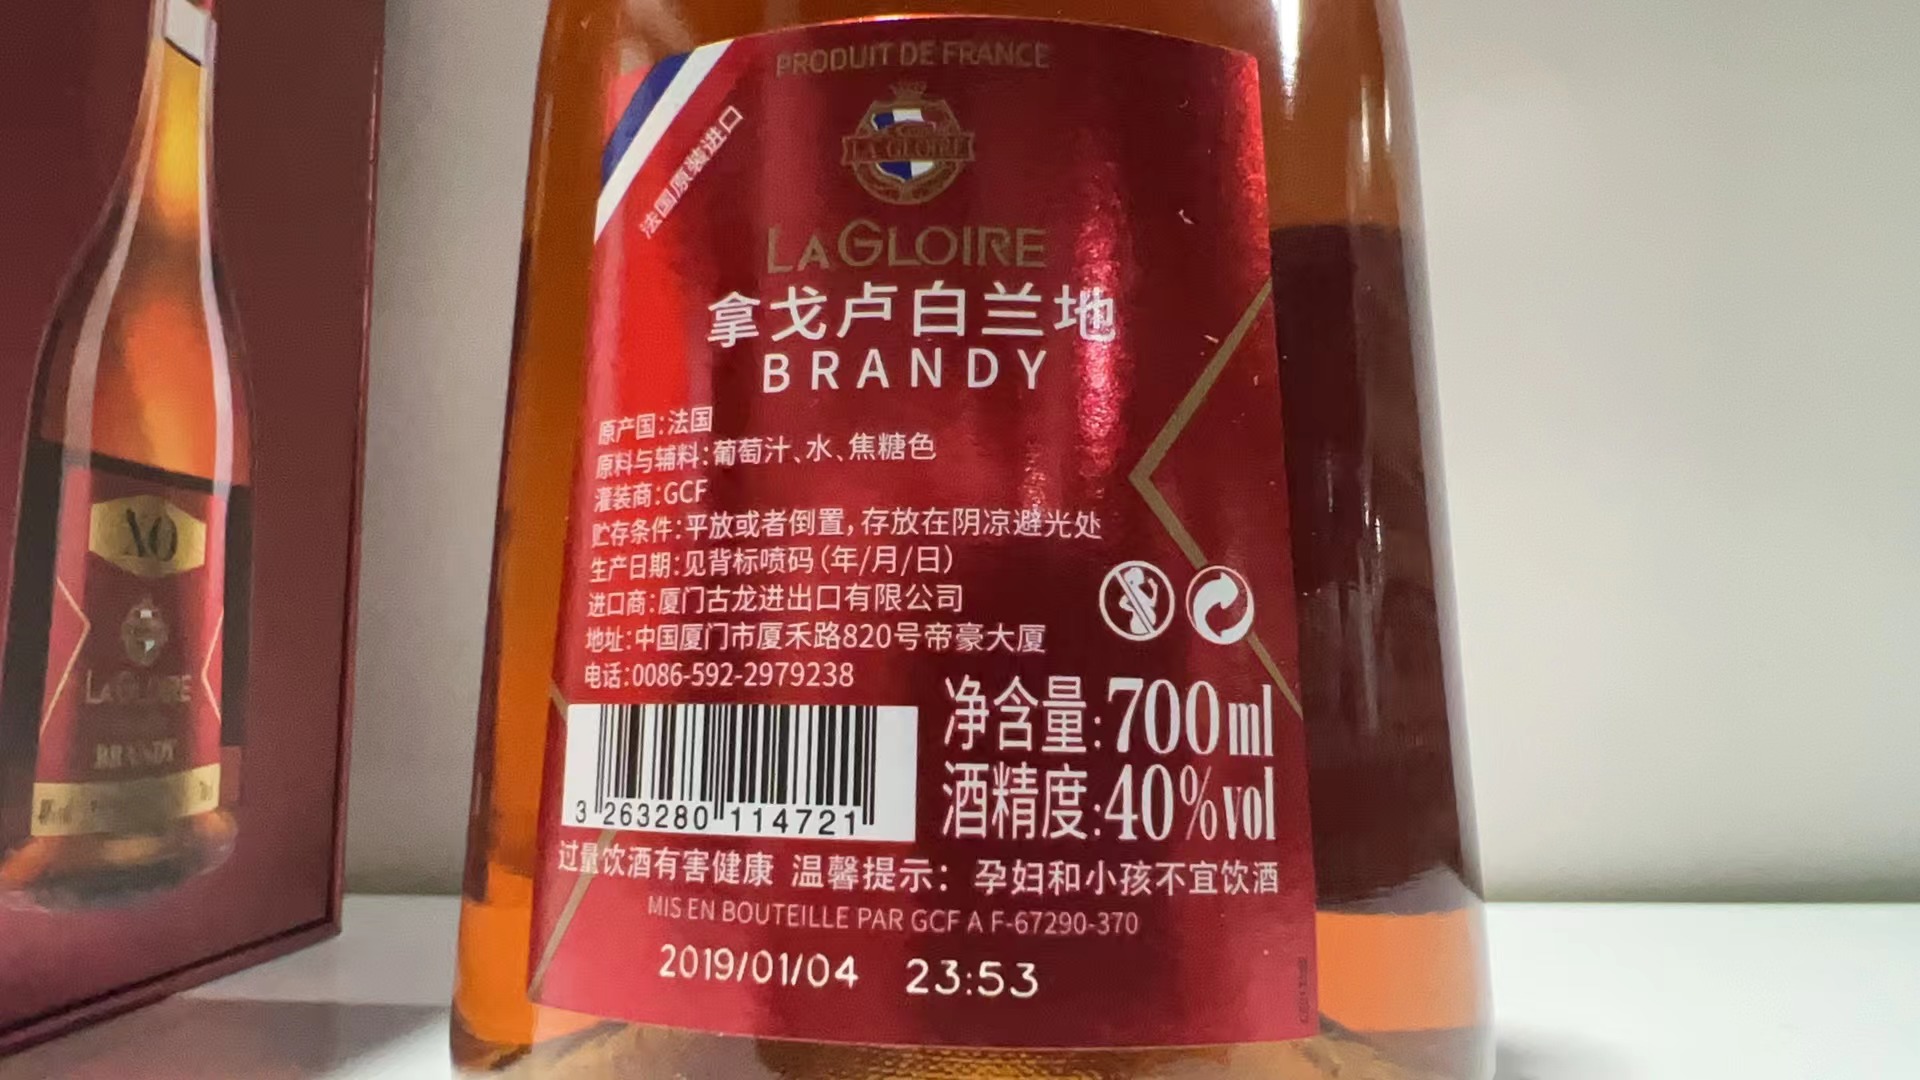 PRODUIT DE FRANCE
法国原装进口
LA GLOIRE
LAGLOIRE
拿戈卢白兰地
BRANDY
原产国:法国
原料与辅料:葡萄汁、水、焦糖色
灌装商:GCF
贮存条件:平放或者倒置,存放在阴凉避光处
生产日期:见背标喷码(年/月/日)
进口商:厦门古龙进出口有限公司
地址:中国厦门市厦禾路820号帝豪大厦
电话:0086-592-2979238
净含量:700ml
酒精度:40%vol
3 263280 114721
过量饮酒有害健康 温馨提示:孕妇和小孩不宜饮酒
MIS EN BOUTEILLE PAR GCF A F-67290-370
2019/01/04 23:53
XO
LAGLOIRE
BRANDY